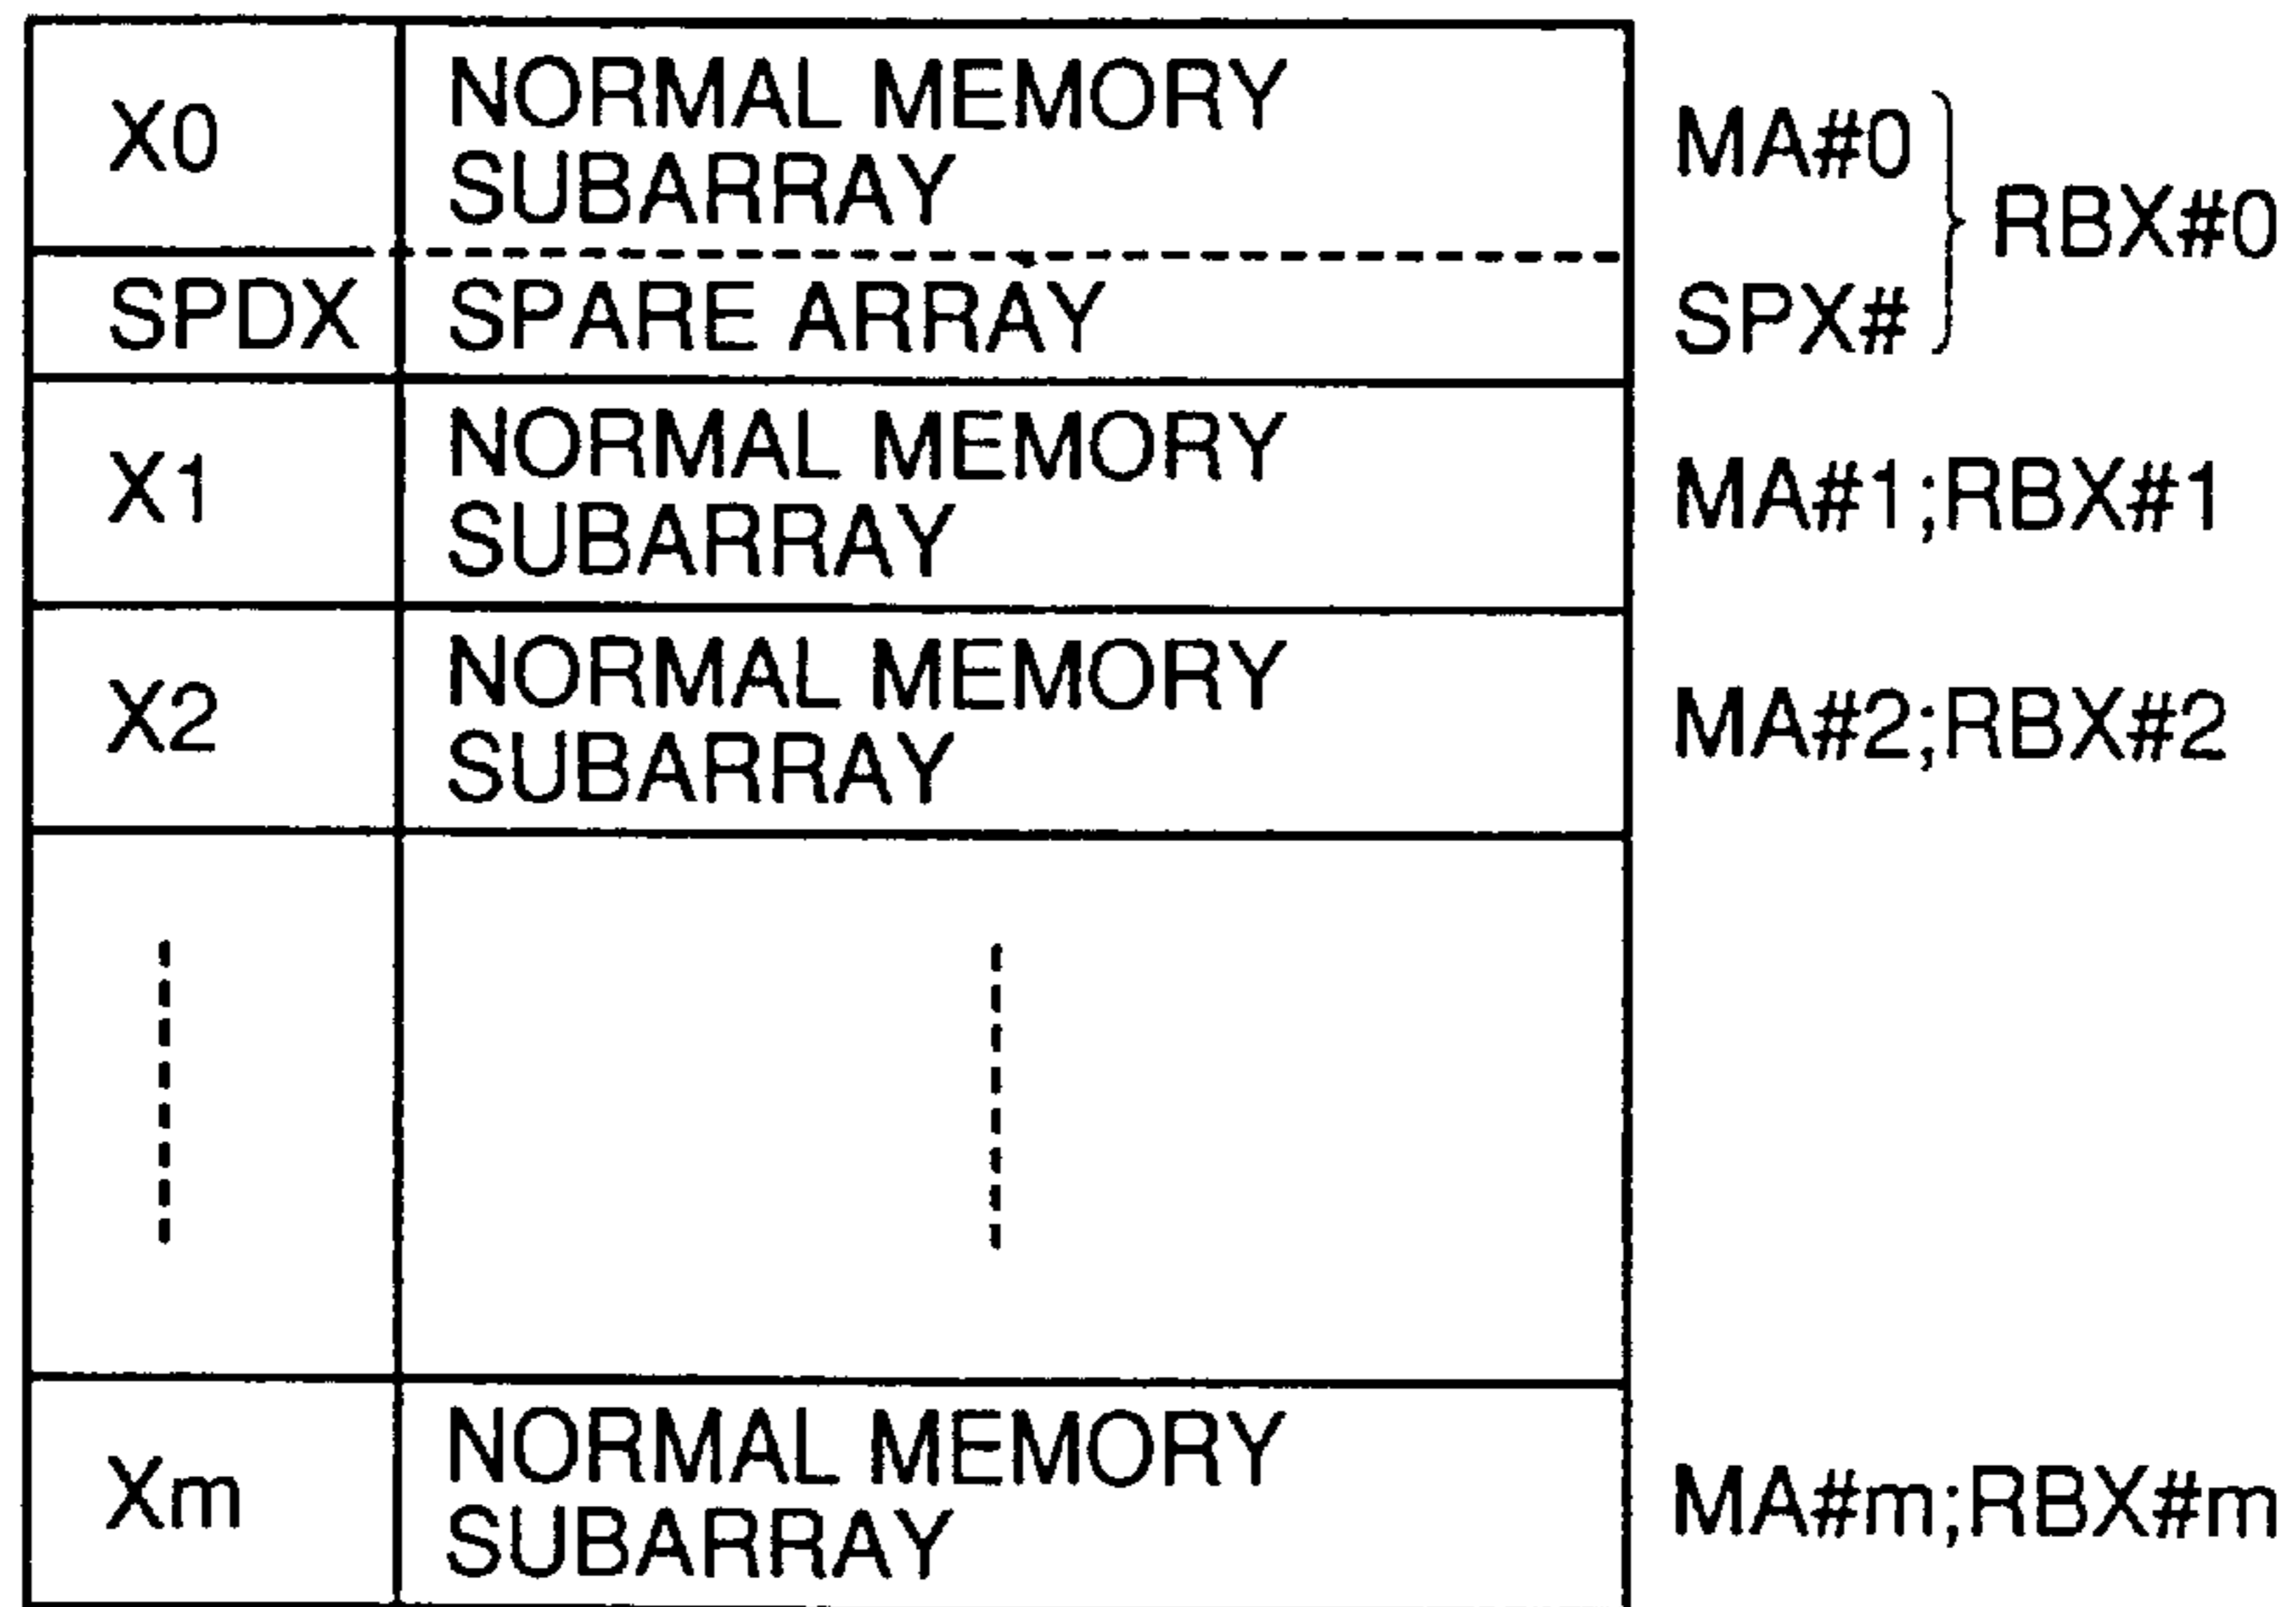 X0
NORMAL MEMORY
SUBARRAY
MA#0
RBX#0
SPDX
SPARE ARRAY
SPX#
X1
NORMAL MEMORY
SUBARRAY
MA#1;RBX#1
X2
NORMAL MEMORY
SUBARRAY
MA#2;RBX#2
Xm
NORMAL MEMORY
SUBARRAY
MA#m;RBX#m